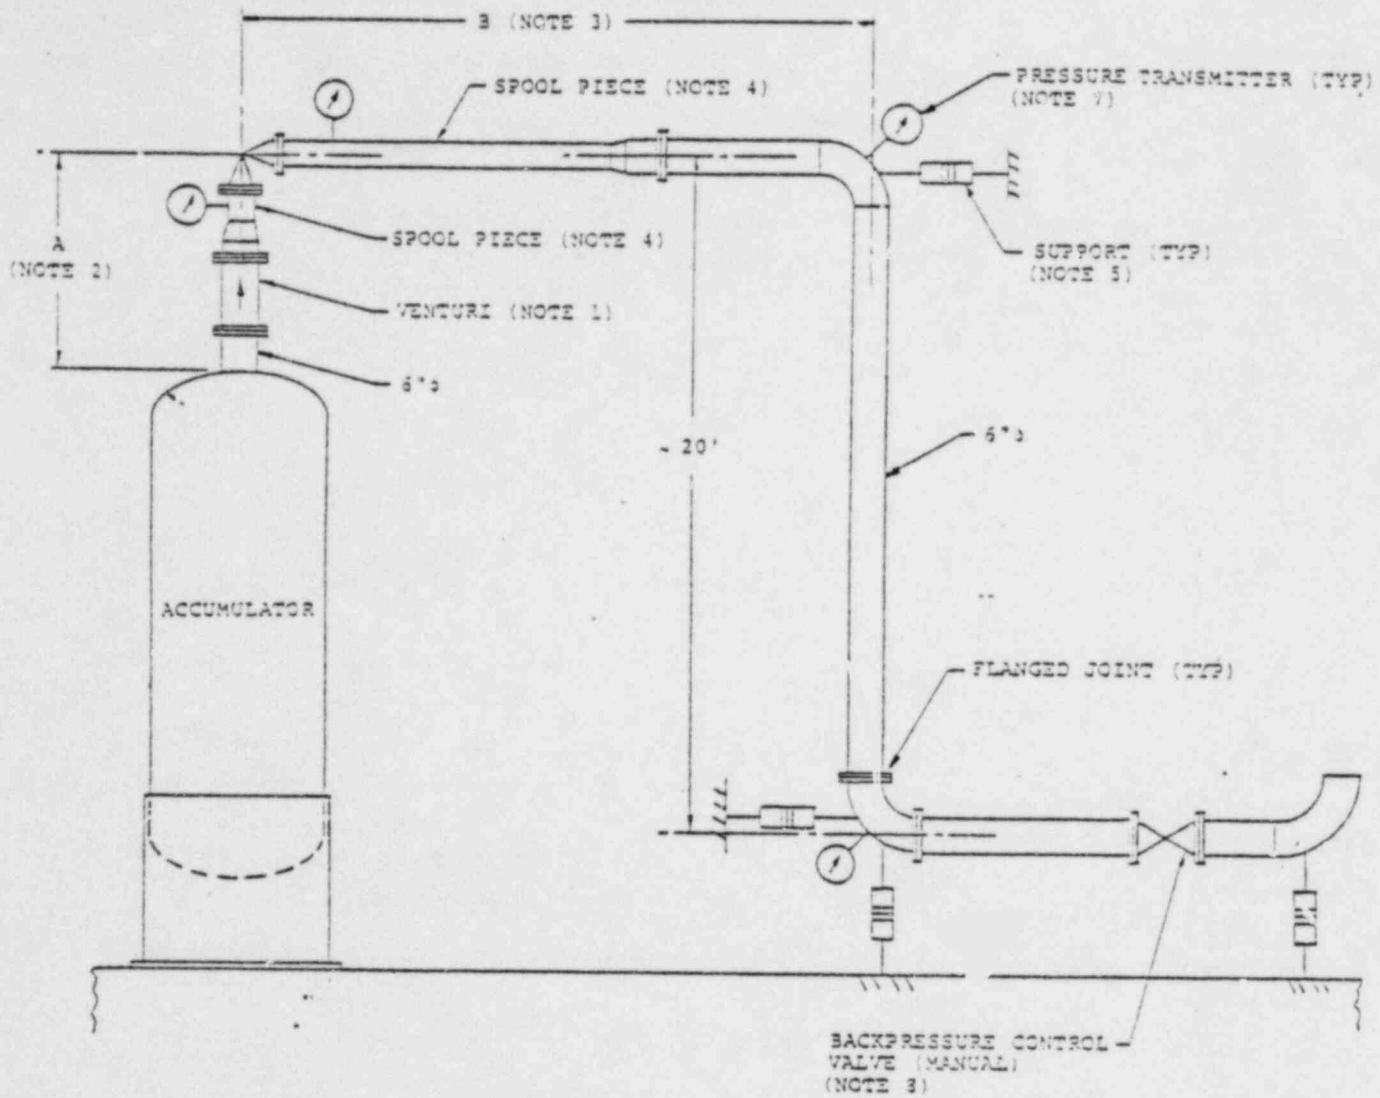 B (NOTE 3)
SPOOL PIECE (NOTE 4)
PRESSURE TRANSMITTER (TYP)
(NOTE 7)
A
(NOTE 2)
SPOOL PIECE (NOTE 4)
SUPPORT (TYP)
(NOTE 5)
VENTURI (NOTE 1)
6"
~ 20'
6"
ACCUMULATOR
FLANGED JOINT (TYP)
BACKPRESSURE CONTROL
VALVE (MANUAL)
(NOTE 8)